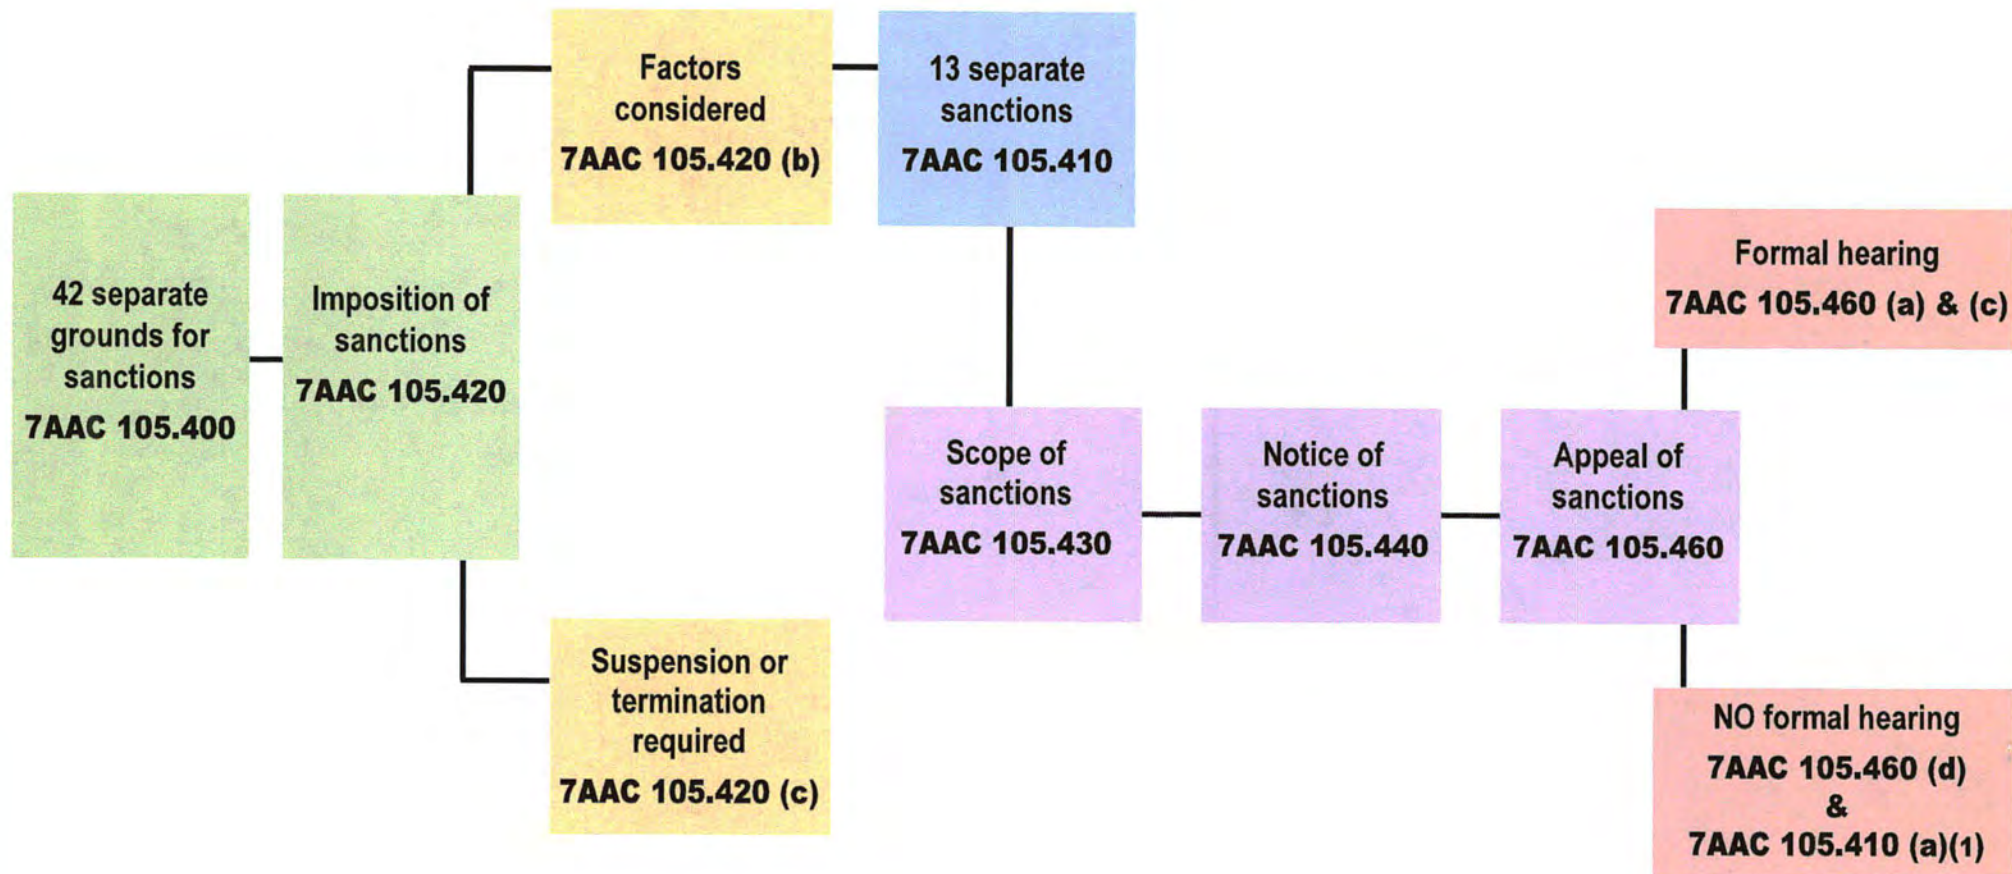 42 separate
grounds for
sanctions
7AAC 105.400
Imposition of
sanctions
7AAC 105.420
Factors
considered
7AAC 105.420 (b)
13 separate
sanctions
7AAC 105.410
Suspension or
termination
required
7AAC 105.420 (c)
Scope of
sanctions
7AAC 105.430
Notice of
sanctions
7AAC 105.440
Appeal of
sanctions
7AAC 105.460
Formal hearing
7AAC 105.460 (a) & (c)
NO formal hearing
7AAC 105.460 (d)
&
7AAC 105.410 (a)(1)